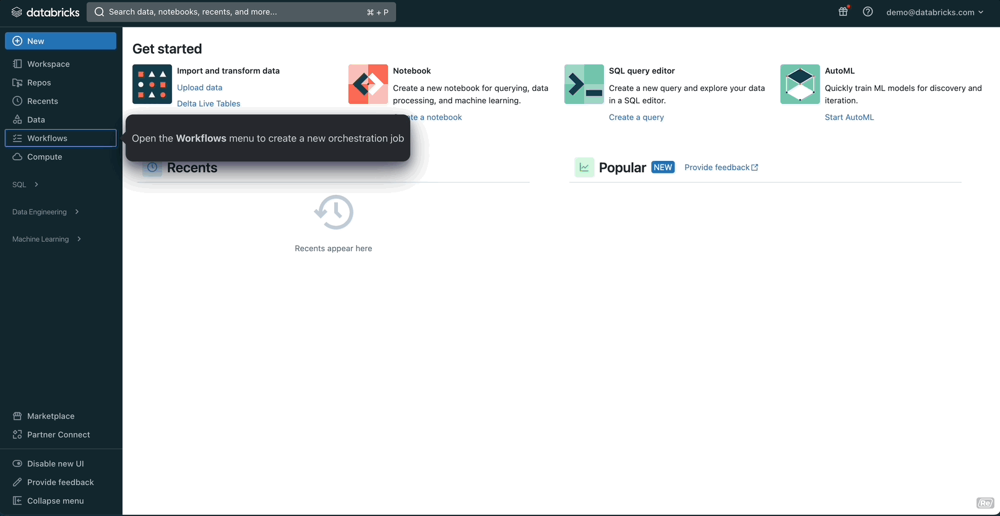 databricks
Search data, notebooks, recents, and more...
⌘ + P
demo@databricks.com
New
Workspace
Repos
Recents
Data
Workflows
Compute
SQL
Data Engineering
Machine Learning
Marketplace
Partner Connect
Disable new UI
Provide feedback
Collapse menu
Get started
Import and transform data
Upload data
Delta Live Tables
Notebook
Create a new notebook for querying, data
processing, and machine learning.
a notebook
SQL query editor
Create a new query and explore your data
in a SQL editor.
Create a query
AutoML
Quickly train ML models for discovery and
iteration.
Start AutoML
Open the Workflows menu to create a new orchestration job
Recents
Recents appear here
Popular
NEW
Provide feedback
Re